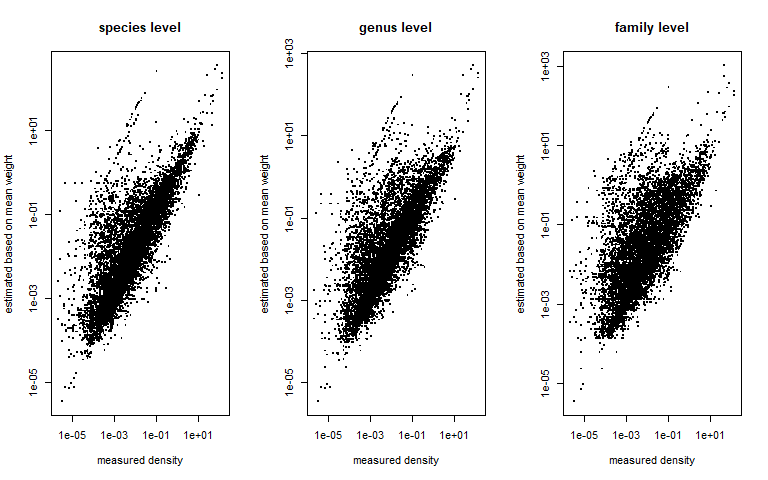 species level
estimated based on mean weight
1e+01
1e-01
1e-03
1e-05
1e-05 1e-03 1e-01 1e+01
measured density
genus level
estimated based on mean weight
1e+03
1e+01
1e-01
1e-03
1e-05
1e-05 1e-03 1e-01 1e+01
measured density
family level
estimated based on mean weight
1e+03
1e+01
1e-01
1e-03
1e-05
1e-05 1e-03 1e-01 1e+01
measured density